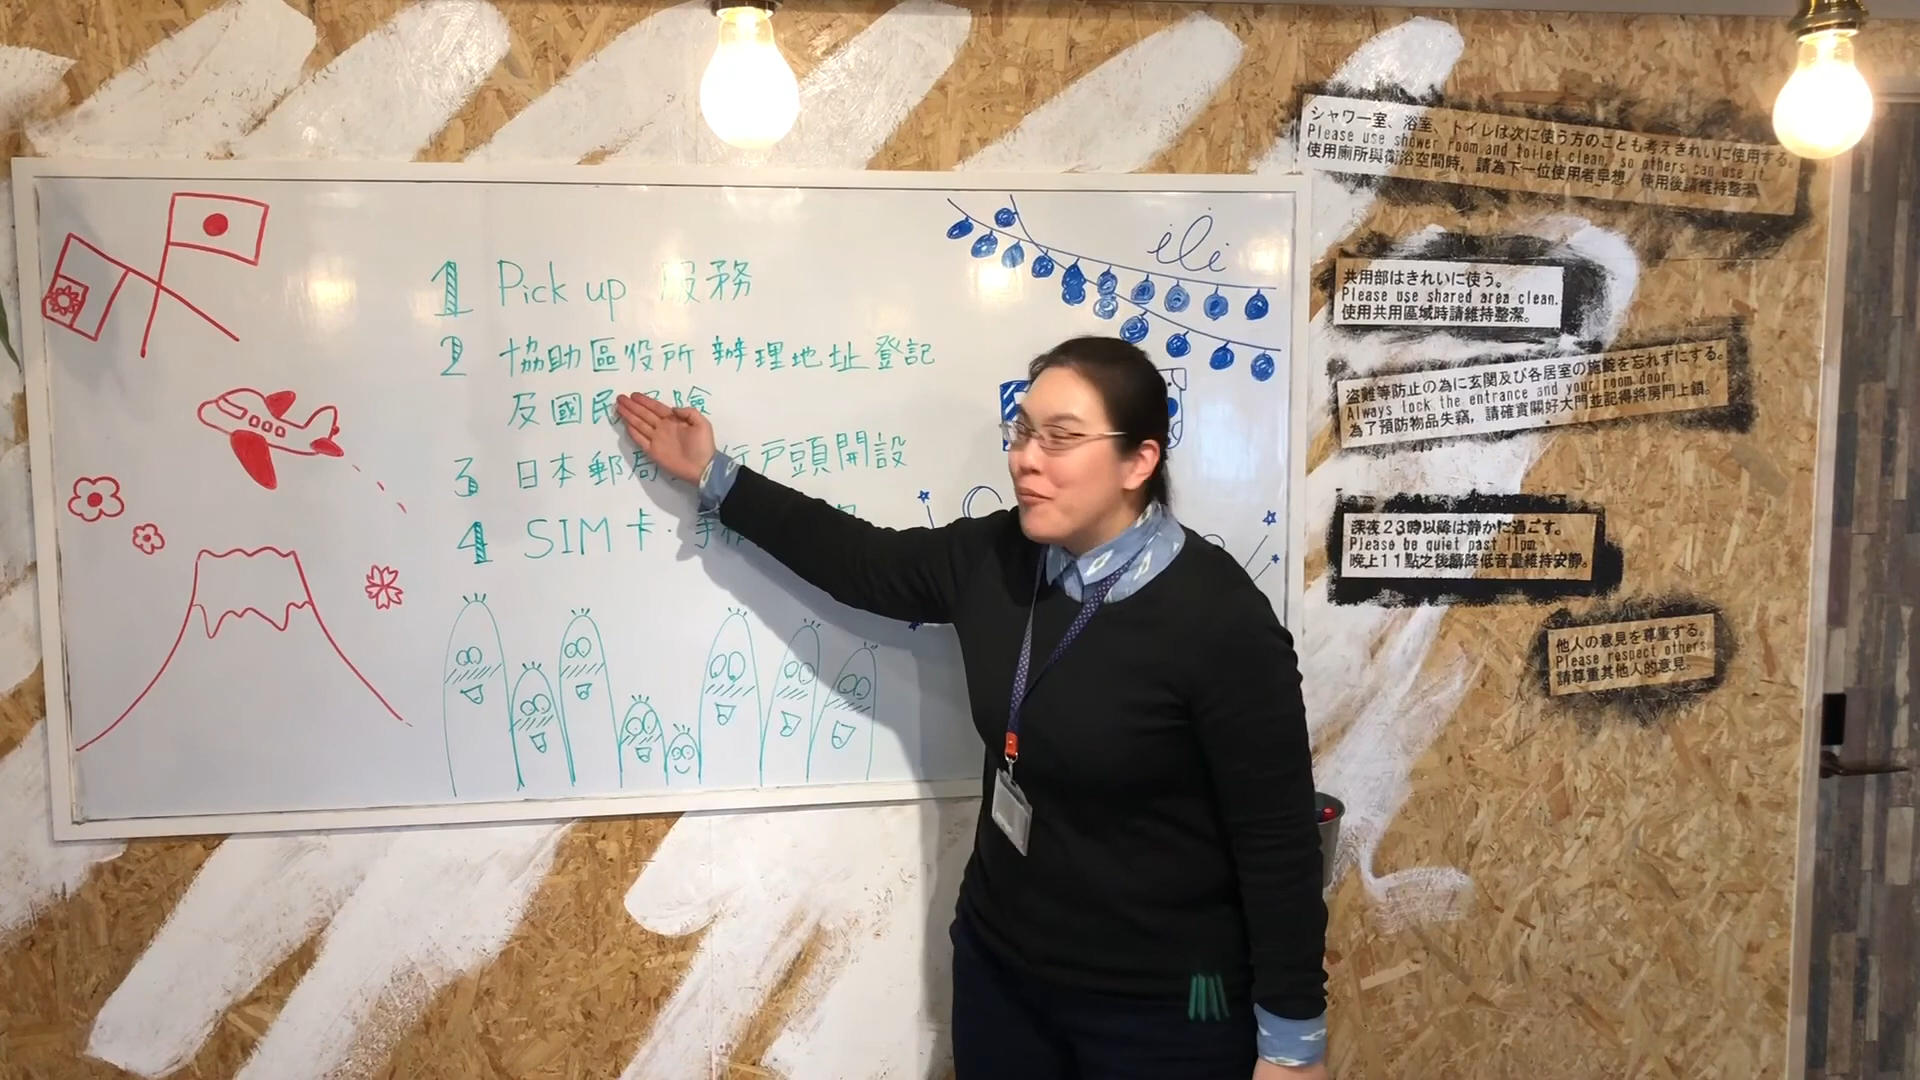 1 Pick up 服務
2 協助區役所 辦理地址登記
反國民 險
3 日本郵局 行戶頭開設
4 SIM卡·手
ili
シャワー室、浴室、トイレは次に使う方のことも考えきれいに使用する。
Please use shower room and toilet clean, so others can use it.
使用廁所與衛浴空間時,請為下一位使用者早想/使用後請維持整潔
共用部はきれいに使う。
Please use shared area clean.
使用共用區域時請維持整潔。
盗難等防止の為に玄関及び各居室の施錠を忘れずにする。
Always lock the entrance and your room door.
為了預防物品失竊,請確實關好大門並記得將房門上鎖。
深夜23時以降は静かに過ごす。
Please be quiet past 11pm.
晚上11點之後請降低音量維持安靜。
他人の意見を尊重する。
Please respect others
請尊重其他人的意見。